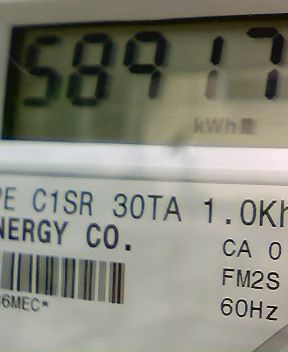 58917
kWh
PE C1SR 30TA 1.0Kh
NERGY CO.
CA 0
FM2S
6MEC*
60Hz